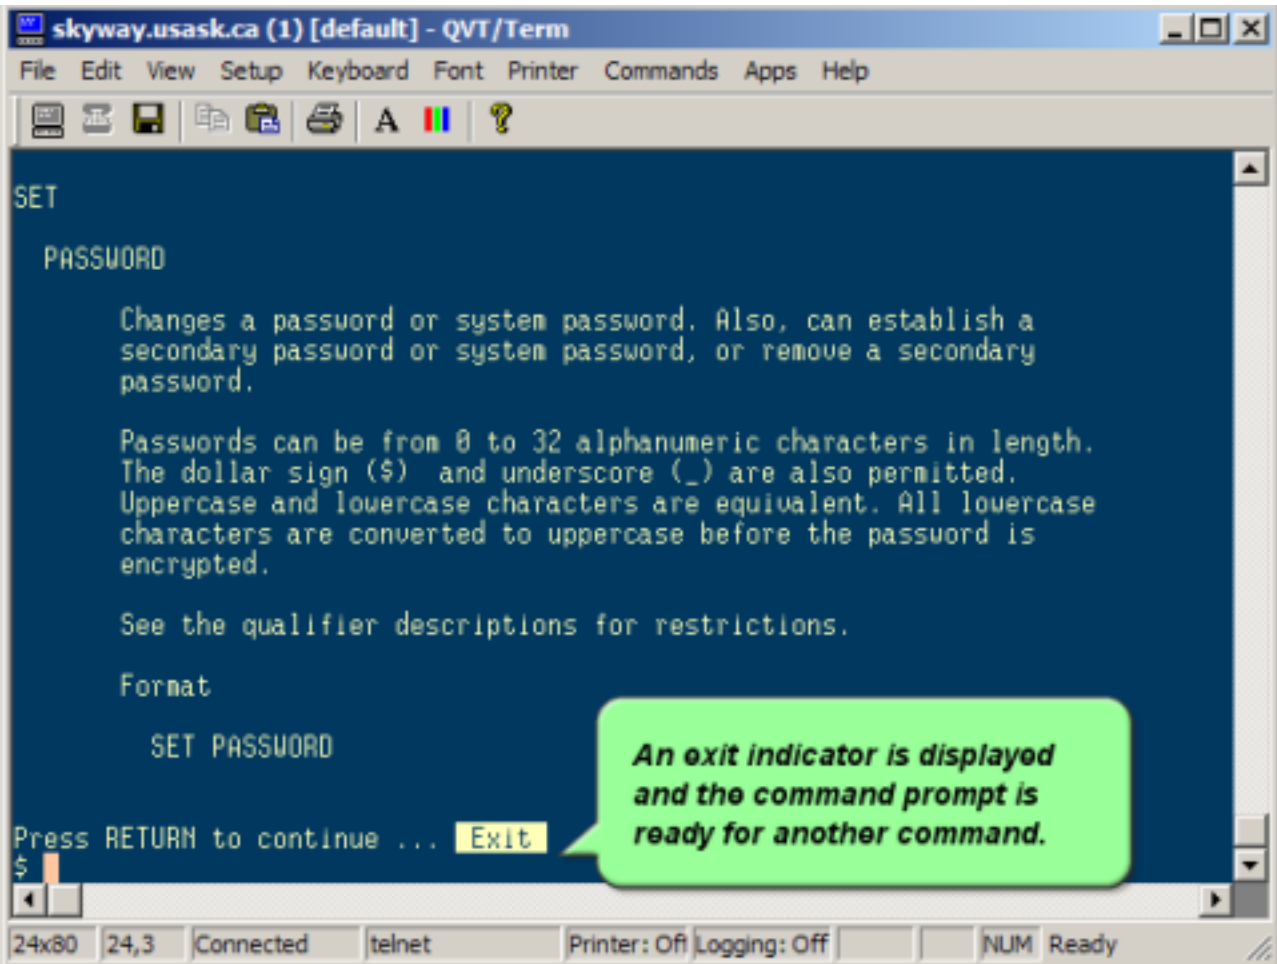 skyway.usask.ca (1) [default] - QVT/Term
File Edit View Setup Keyboard Font Printer Commands Apps Help
SET
PASSWORD
Changes a password or system password. Also, can establish a
secondary password or system password, or remove a secondary
password.
Passwords can be from 0 to 32 alphanumeric characters in length.
The dollar sign ($)  and underscore (_) are also permitted.
Uppercase and lowercase characters are equivalent. All lowercase
characters are converted to uppercase before the password is
encrypted.
See the qualifier descriptions for restrictions.
Format
SET PASSWORD
An exit indicator is displayed
and the command prompt is
ready for another command.
Press RETURN to continue ... Exit
$
24x80 24,3 Connected telnet Printer: Off Logging: Off NUM Ready